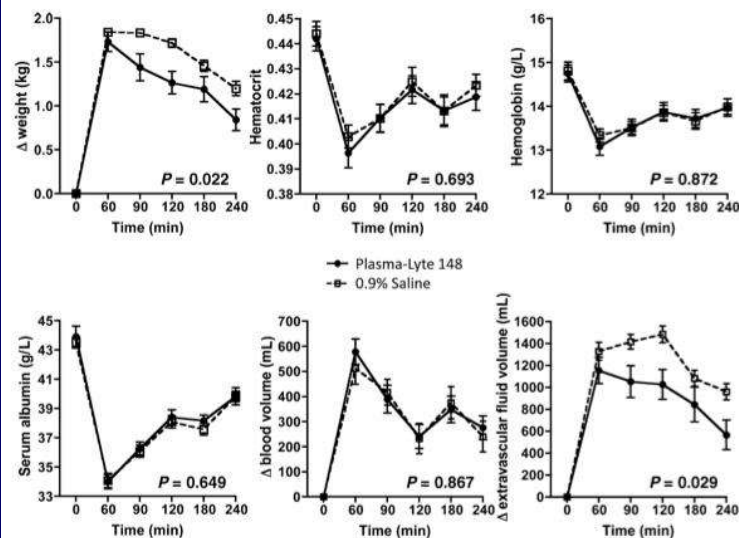 Δ weight (kg)
2.0
1.5
1.0
0.5
0.0
P = 0.022
0 60 90 120 180 240
Time (min)
Hematocrit
0.45
0.44
0.43
0.42
0.41
0.40
0.39
0.38
P = 0.693
0 60 90 120 180 240
Time (min)
Hemoglobin (g/L)
16
15
14
13
12
P = 0.872
0 60 90 120 180 240
Time (min)
Plasma-Lyte 148
0.9% Saline
Serum albumin (g/L)
45
43
41
39
37
35
33
P = 0.649
0 60 90 120 180 240
Time (min)
Δ blood volume (mL)
700
600
500
400
300
200
100
0
P = 0.867
0 60 90 120 180 240
Time (min)
Δ extravascular fluid volume (mL)
1800
1600
1400
1200
1000
800
600
400
200
0
P = 0.029
0 60 90 120 180 240
Time (min)